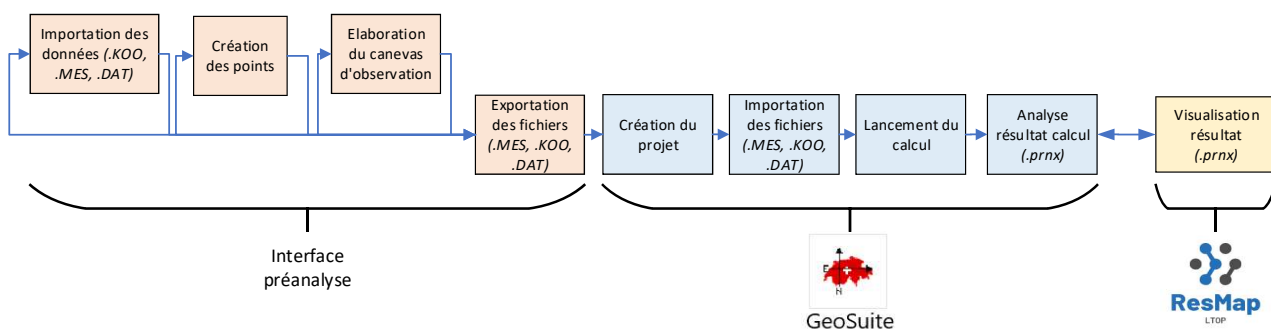 Importation des
données (.KOO,
.MES, .DAT)
Création
des points
Elaboration
du canevas
d'observation
Exportation
des fichiers
(.MES, .KOO,
.DAT)
Création du
projet
Importation
des fichiers
(.MES, .KOO,
.DAT)
Lancement du
calcul
Analyse
résultat calcul
(.prnx)
Visualisation
résultat
(.prnx)
Interface
préanalyse
E
N
GeoSuite
ResMap
LTOP